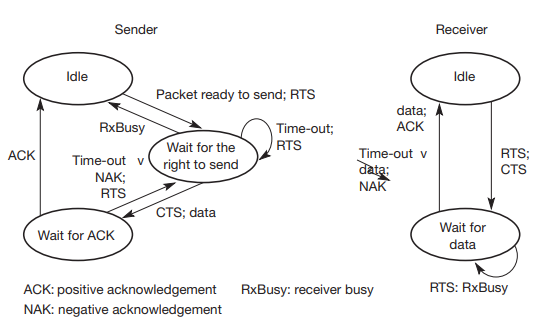 Sender
Receiver
Idle
Idle
Packet ready to send; RTS
RxBusy
Wait for the
right to send
Time-out;
RTS
ACK
Time-out v
NAK;
RTS
CTS; data
Wait for ACK
data;
ACK
Time-out v
data;
NAK
RTS;
CTS
Wait for
data
RTS: RxBusy
ACK: positive acknowledgement
RxBusy: receiver busy
NAK: negative acknowledgement